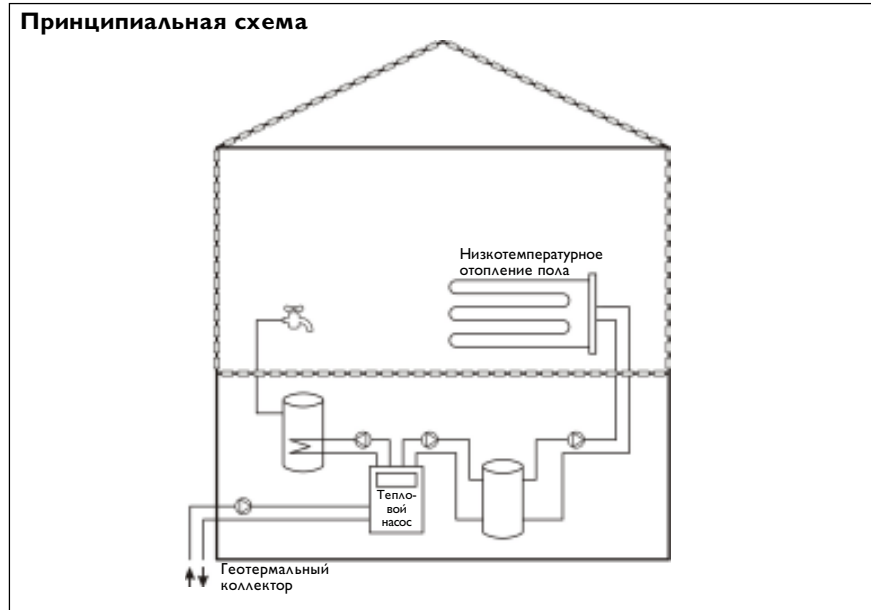 Принципиальная схема
Низкотемпературное
отопление пола
Тепло-
вой
насос
Геотермальный
коллектор